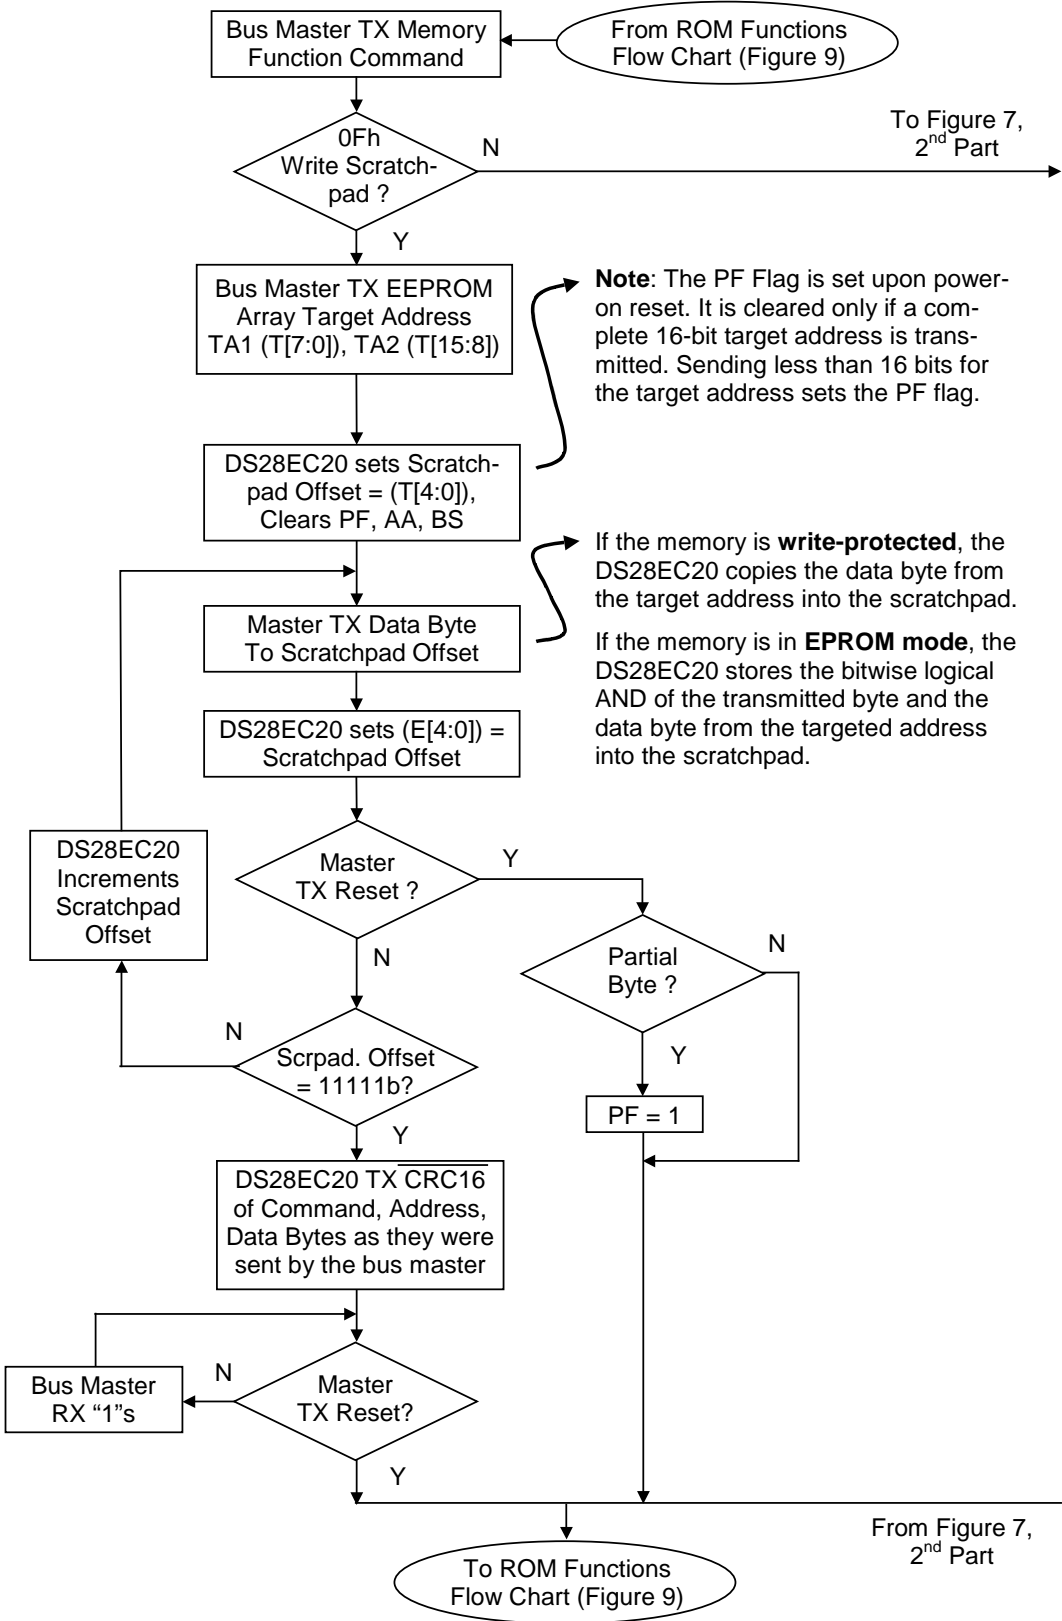 Bus Master TX Memory
Function Command
From ROM Functions
Flow Chart (Figure 9)
To Figure 7,
2nd Part
0Fh
Write Scratch-
pad ?
N
Y
Bus Master TX EEPROM
Array Target Address
TA1 (T[7:0]), TA2 (T[15:8])
Note: The PF Flag is set upon power-
on reset. It is cleared only if a com-
plete 16-bit target address is trans-
mitted. Sending less than 16 bits for
the target address sets the PF flag.
DS28EC20 sets Scratch-
pad Offset = (T[4:0]),
Clears PF, AA, BS
If the memory is write-protected, the
DS28EC20 copies the data byte from
the target address into the scratchpad.
If the memory is in EPROM mode, the
DS28EC20 stores the bitwise logical
AND of the transmitted byte and the
data byte from the targeted address
into the scratchpad.
Master TX Data Byte
To Scratchpad Offset
DS28EC20 sets (E[4:0]) =
Scratchpad Offset
DS28EC20
Increments
Scratchpad
Offset
Master
TX Reset ?
Y
N
Partial
Byte ?
N
Y
PF = 1
Scrpad. Offset
= 11111b?
N
Y
DS28EC20 TX CRC16
of Command, Address,
Data Bytes as they were
sent by the bus master
Bus Master
RX “1”s
N
Master
TX Reset?
Y
From Figure 7,
2nd Part
To ROM Functions
Flow Chart (Figure 9)